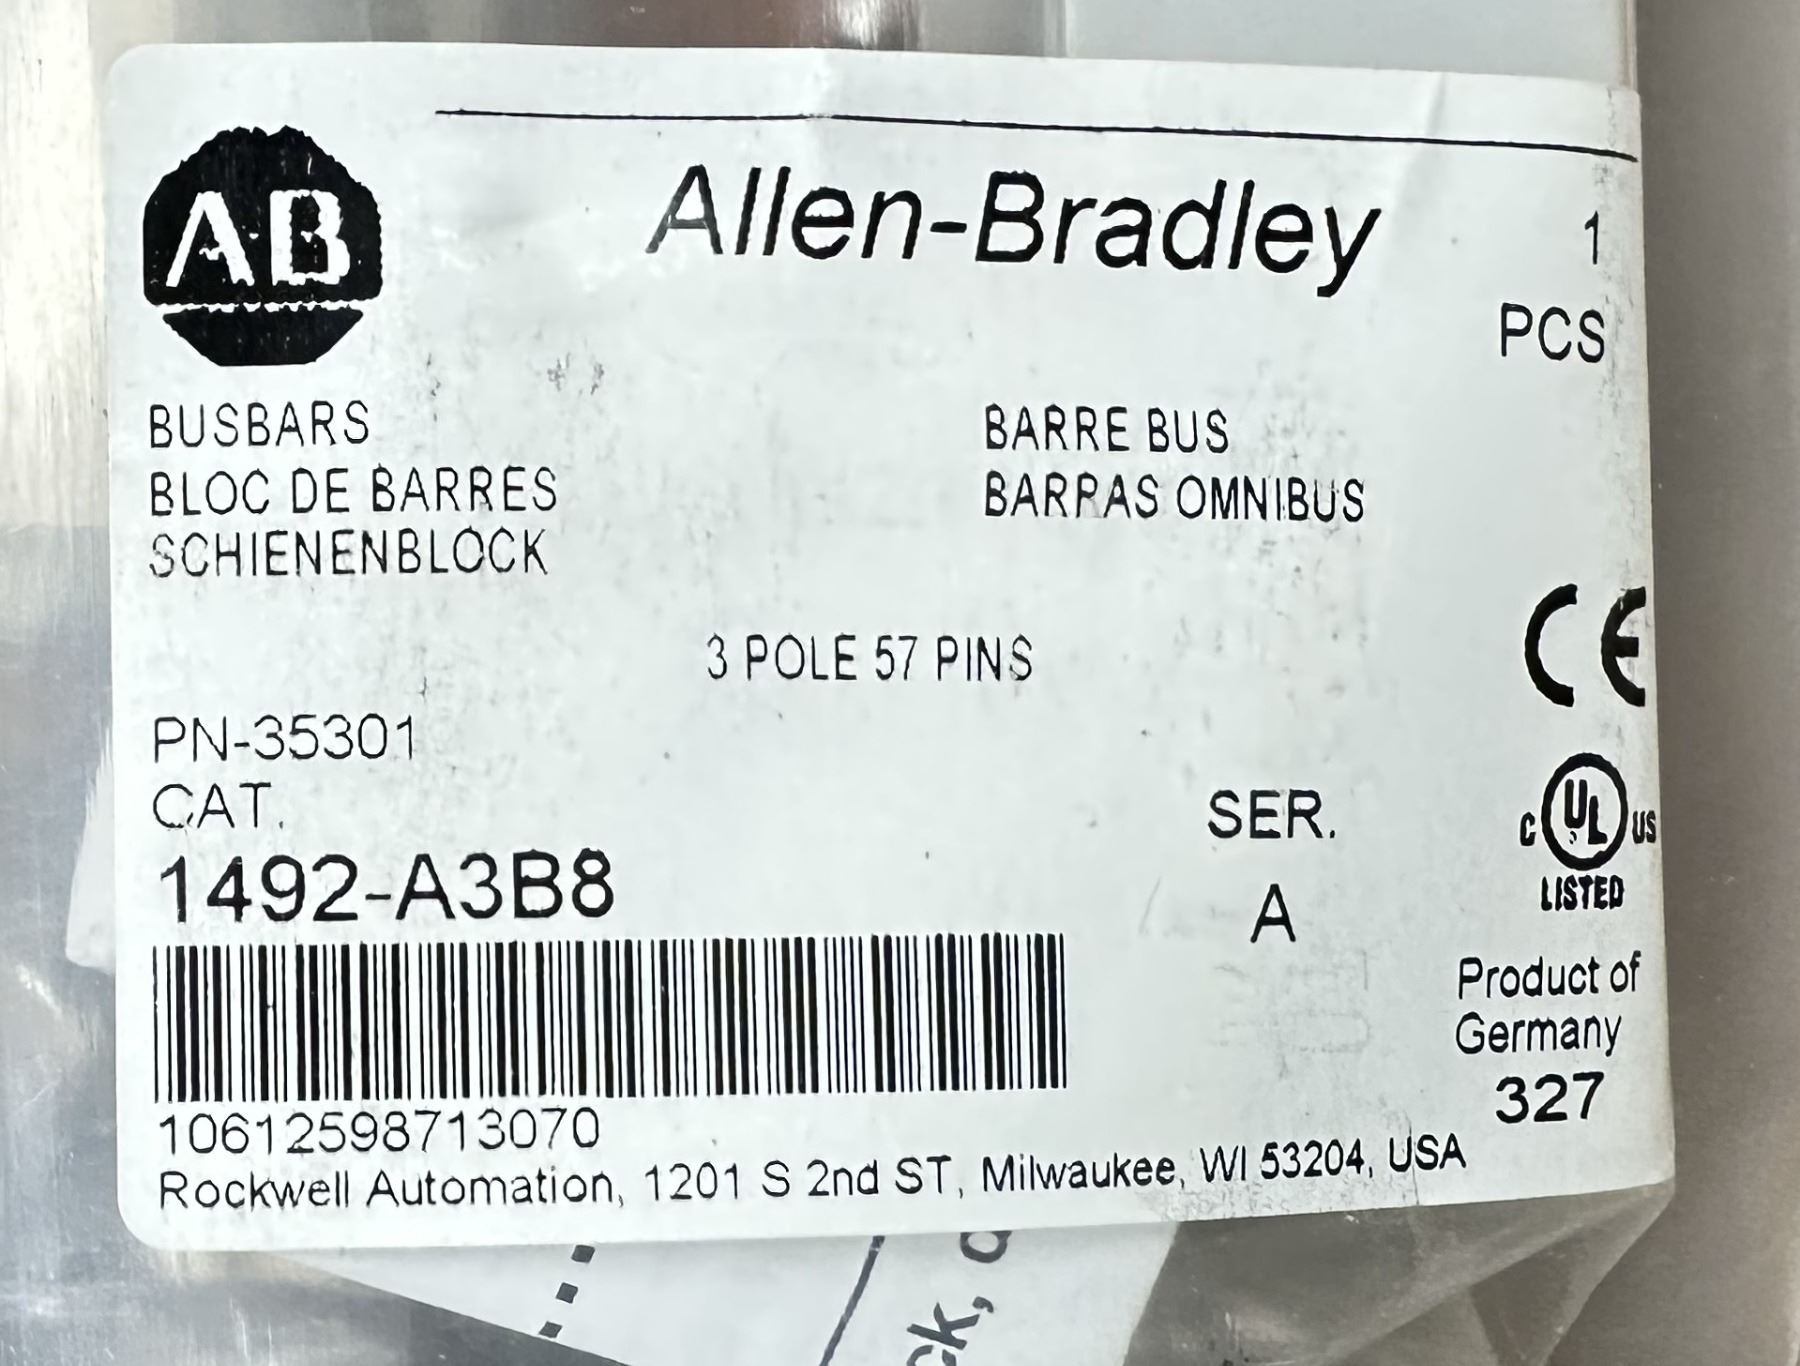 AB
Allen-Bradley
1
PCS
BUSBARS
BLOC DE BARRES
SCHIENENBLOCK
BARRE BUS
BARRAS OMNIBUS
3 POLE 57 PINS
CE
PN-35301
CAT.
1492-A3B8
SER.
A
C UL US
LISTED
Product of
Germany
327
10612598713070
Rockwell Automation, 1201 S 2nd ST, Milwaukee, WI 53204, USA